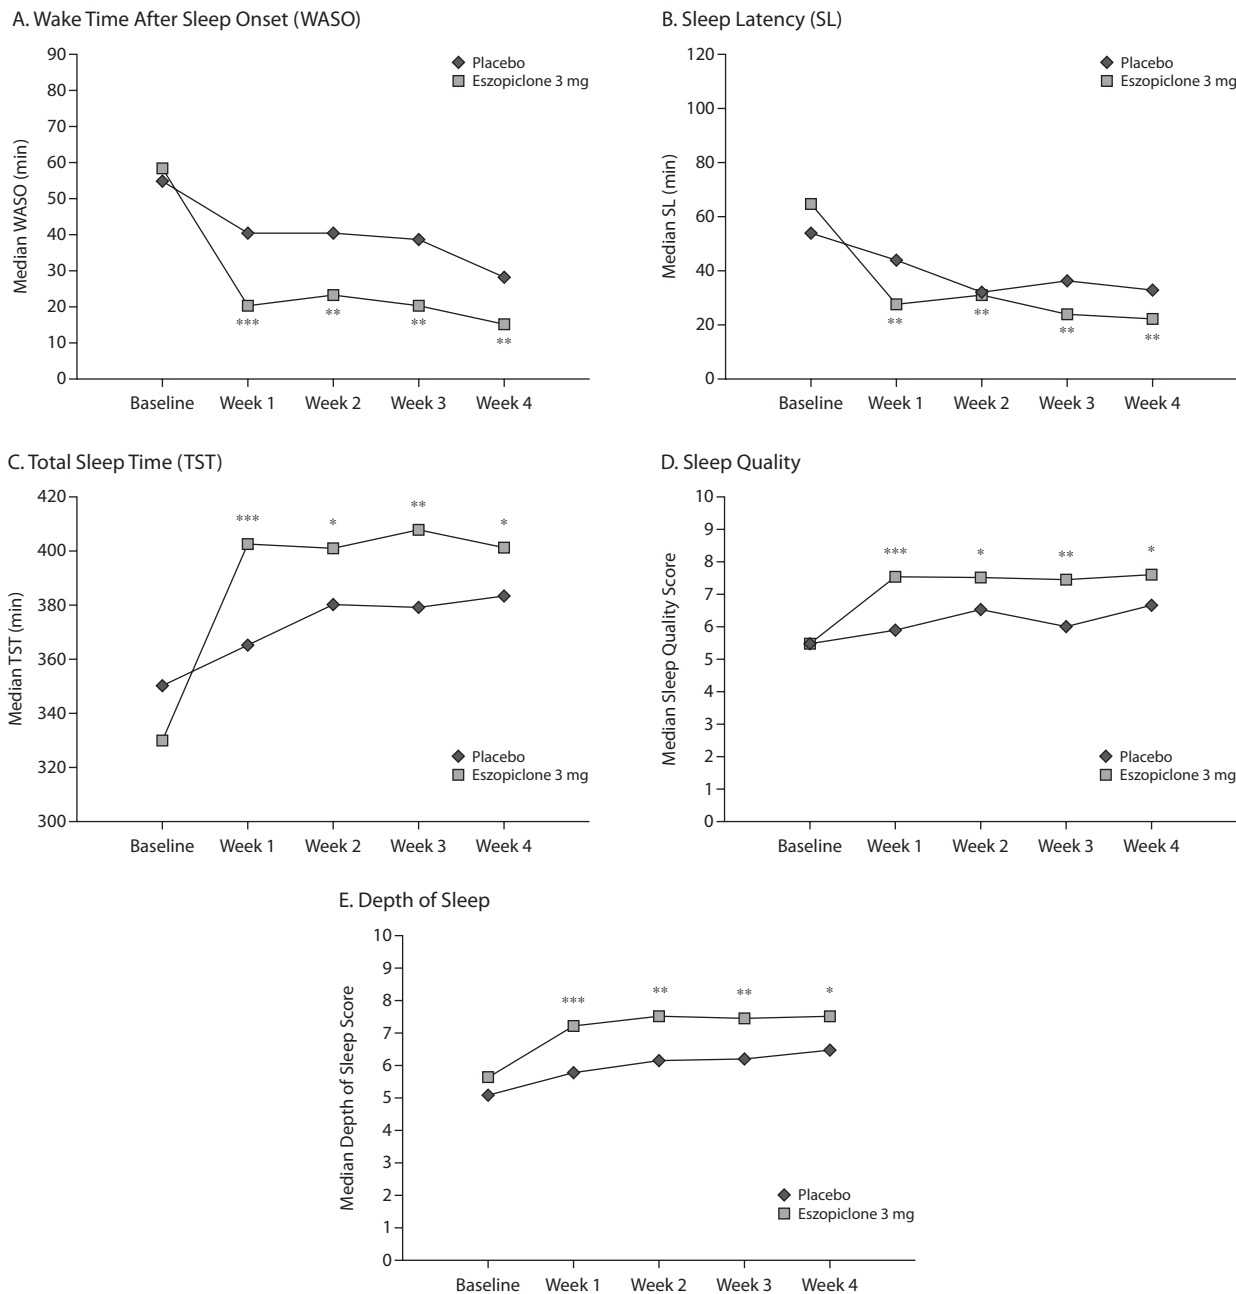 A. Wake Time After Sleep Onset (WASO)
Median WASO (min)
90
80
70
60
50
40
30
20
10
0
Placebo
Eszopiclone 3 mg
***
**
**
**
Baseline Week 1 Week 2 Week 3 Week 4
B. Sleep Latency (SL)
Median SL (min)
120
100
80
60
40
20
0
Placebo
Eszopiclone 3 mg
**
**
**
**
Baseline Week 1 Week 2 Week 3 Week 4
C. Total Sleep Time (TST)
Median TST (min)
420
400
380
360
340
320
300
***
*
**
*
Placebo
Eszopiclone 3 mg
Baseline Week 1 Week 2 Week 3 Week 4
D. Sleep Quality
Median Sleep Quality Score
10
9
8
7
6
5
4
3
2
1
0
***
*
**
*
Placebo
Eszopiclone 3 mg
Baseline Week 1 Week 2 Week 3 Week 4
E. Depth of Sleep
Median Depth of Sleep Score
10
9
8
7
6
5
4
3
2
1
0
***
**
**
*
Placebo
Eszopiclone 3 mg
Baseline Week 1 Week 2 Week 3 Week 4